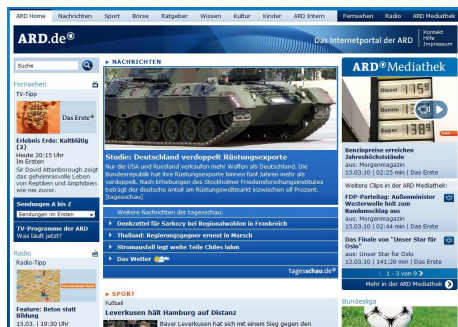 ARD Home Nachrichten Sport Börse Ratgeber Wissen Kultur Kinder ARD Intern Fernsehen Radio ARD Mediathek
ARD.de
Das Internetportal der ARD
Kontakt
Hilfe
Impressum
Suche
Fernsehen
TV-Tipp
Das Erste
Erlebnis Erde: Kaltblütig
(2)
Heute 20:15 Uhr
Im Ersten
Sir David Attenborough zeigt
das geheimnisvolle Leben
von Reptilien und Amphibien
wie nie zuvor.
Sendungen A bis Z
Sendungen im Ersten
TV-Programme der ARD
Was läuft jetzt?
Radio
Radio-Tipp
Feature: Beton statt
Bildung
15.03. | 19:30 Uhr
NACHRICHTEN
Studie: Deutschland verdoppelt Rüstungsexporte
Nur die USA und Russland verkaufen mehr Waffen als Deutschland. Die
Bundesrepublik hat ihre Rüstungsexporte binnen fünf Jahren mehr als
verdoppelt. Nach Erhebungen des Stockholmer Friedensforschungsinstitutes
beträgt der deutsche Anteil am Rüstungsweltmarkt inzwischen elf Prozent.
[tagesschau]
Weitere Nachrichten der tagesschau:
Denkzettel für Sarkozy bei Regionalwahlen in Frankreich
Thailand: Regierungsgegner erneut in Marsch
Stromausfall legt weite Teile Chiles lahm
Das Wetter
tagesschau.de
SPORT
Fußball
Leverkusen hält Hamburg auf Distanz
Bayer Leverkusen hat sich mit einem Sieg gegen den
ARD Mediathek
Diesel 1159
Benzin
Super 1389
Benzinpreise erreichen
Jahreshöchststände
aus: Morgenmagazin
15.03.10 | 02:25 min | Das Erste
Weitere Clips in der ARD Mediathek:
FDP-Parteitag: Außenminister
Westerwelle holt zum
Rundumschlag aus
aus: Morgenmagazin
15.03.10 | 02:44 min | Das Erste
Das Finale von "Unser Star für
Oslo"
aus: Unser Star für Oslo
12.03.10 | 141:20 min | Das Erste
1 - 3 von 9
Mehr in der ARD Mediathek
Bundesliga